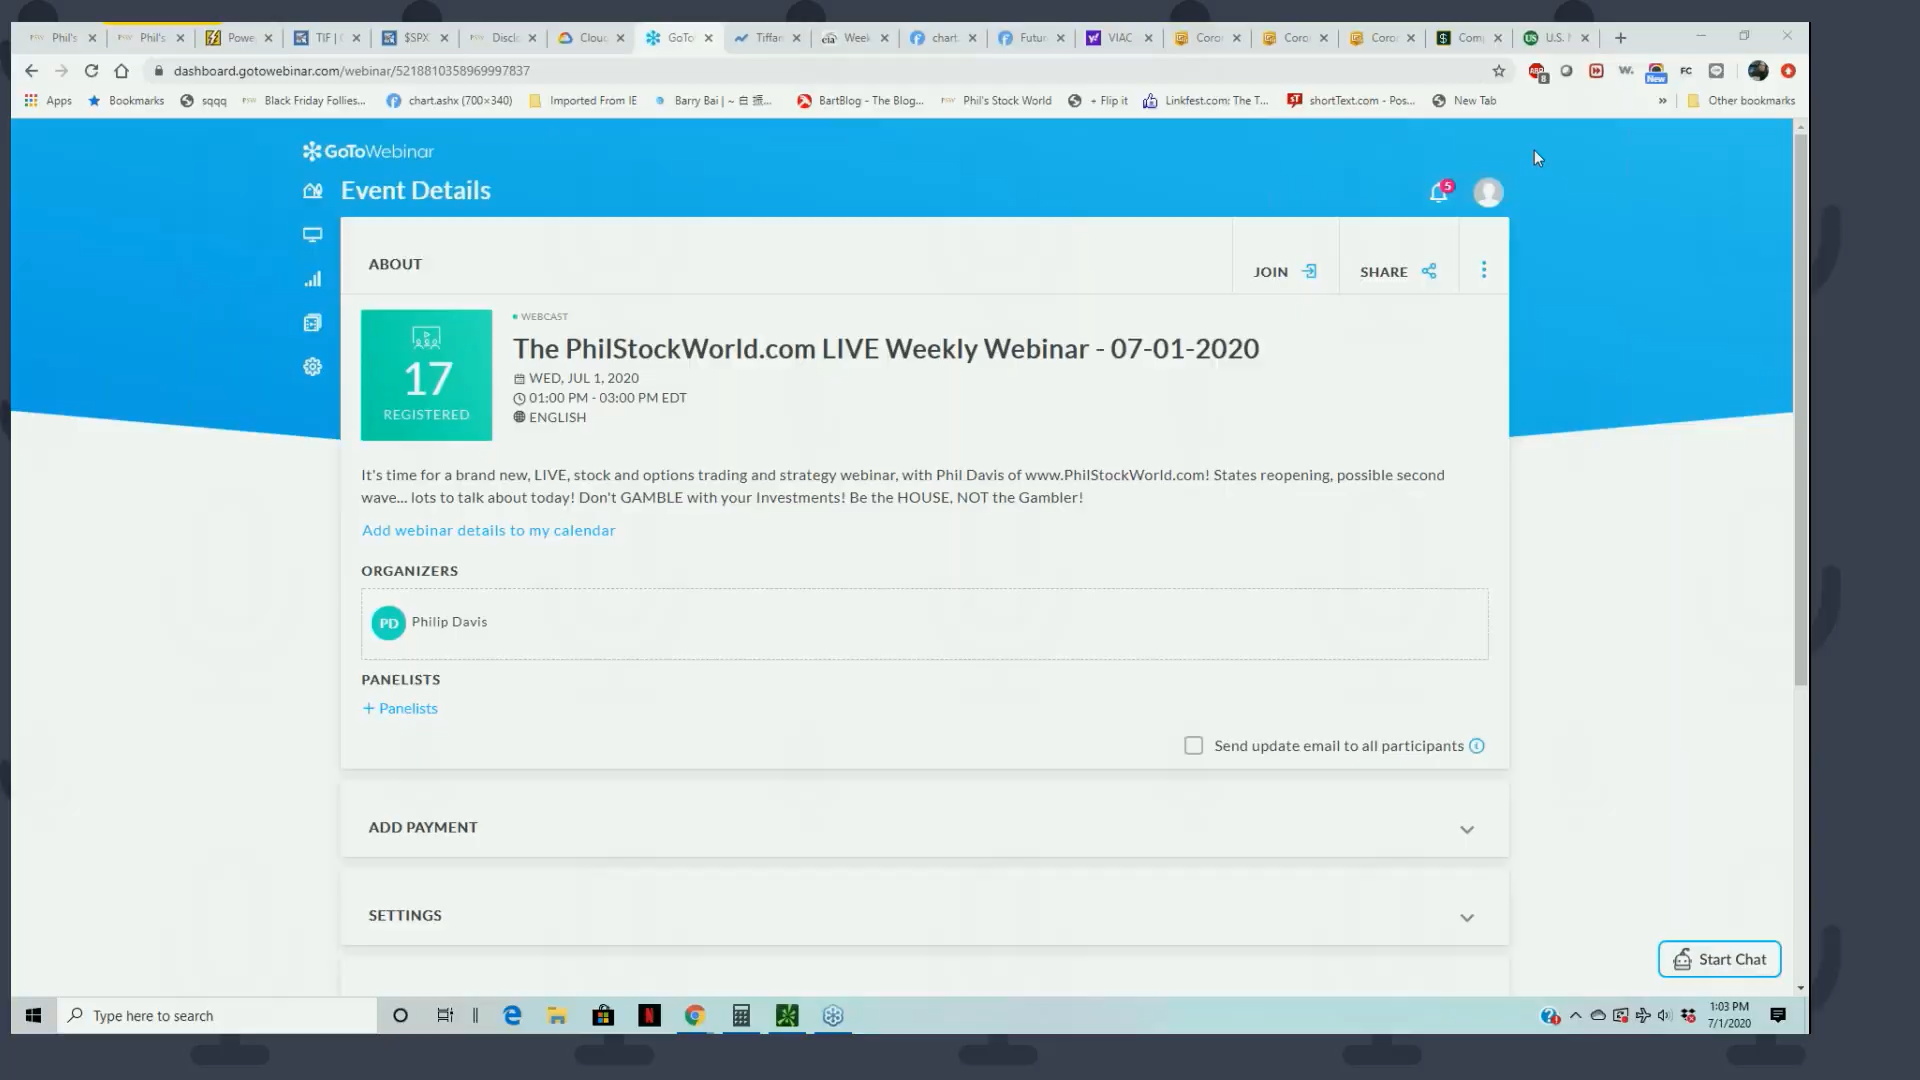 Phil's
Phil's
Powe
TIF |
$SPX
Discl
Clou
GoTo
Tiffan
eia Week
chart.
Futur
VIAC
Coro
Coro
Coro
Com
U.S.
dashboard.gotowebinar.com/webinar/5218810358969997837
Apps
Bookmarks
sqqq
Black Friday Follies...
chart.ashx (700×340)
Imported From IE
Barry Bai | ~ 白 振...
BartBlog - The Blog...
Phil's Stock World
+ Flip it
Linkfest.com: The T...
shortText.com - Pos...
New Tab
»
Other bookmarks
GoToWebinar
Event Details
5
ABOUT
JOIN
SHARE
17
REGISTERED
WEBCAST
The PhilStockWorld.com LIVE Weekly Webinar - 07-01-2020
WED, JUL 1, 2020
01:00 PM - 03:00 PM EDT
ENGLISH
It's time for a brand new, LIVE, stock and options trading and strategy webinar, with Phil Davis of www.PhilStockWorld.com! States reopening, possible second
wave... lots to talk about today! Don't GAMBLE with your Investments! Be the HOUSE, NOT the Gambler!
Add webinar details to my calendar
ORGANIZERS
PD Philip Davis
PANELISTS
+ Panelists
Send update email to all participants
ADD PAYMENT
SETTINGS
Start Chat
Type here to search
1:03 PM
7/1/2020